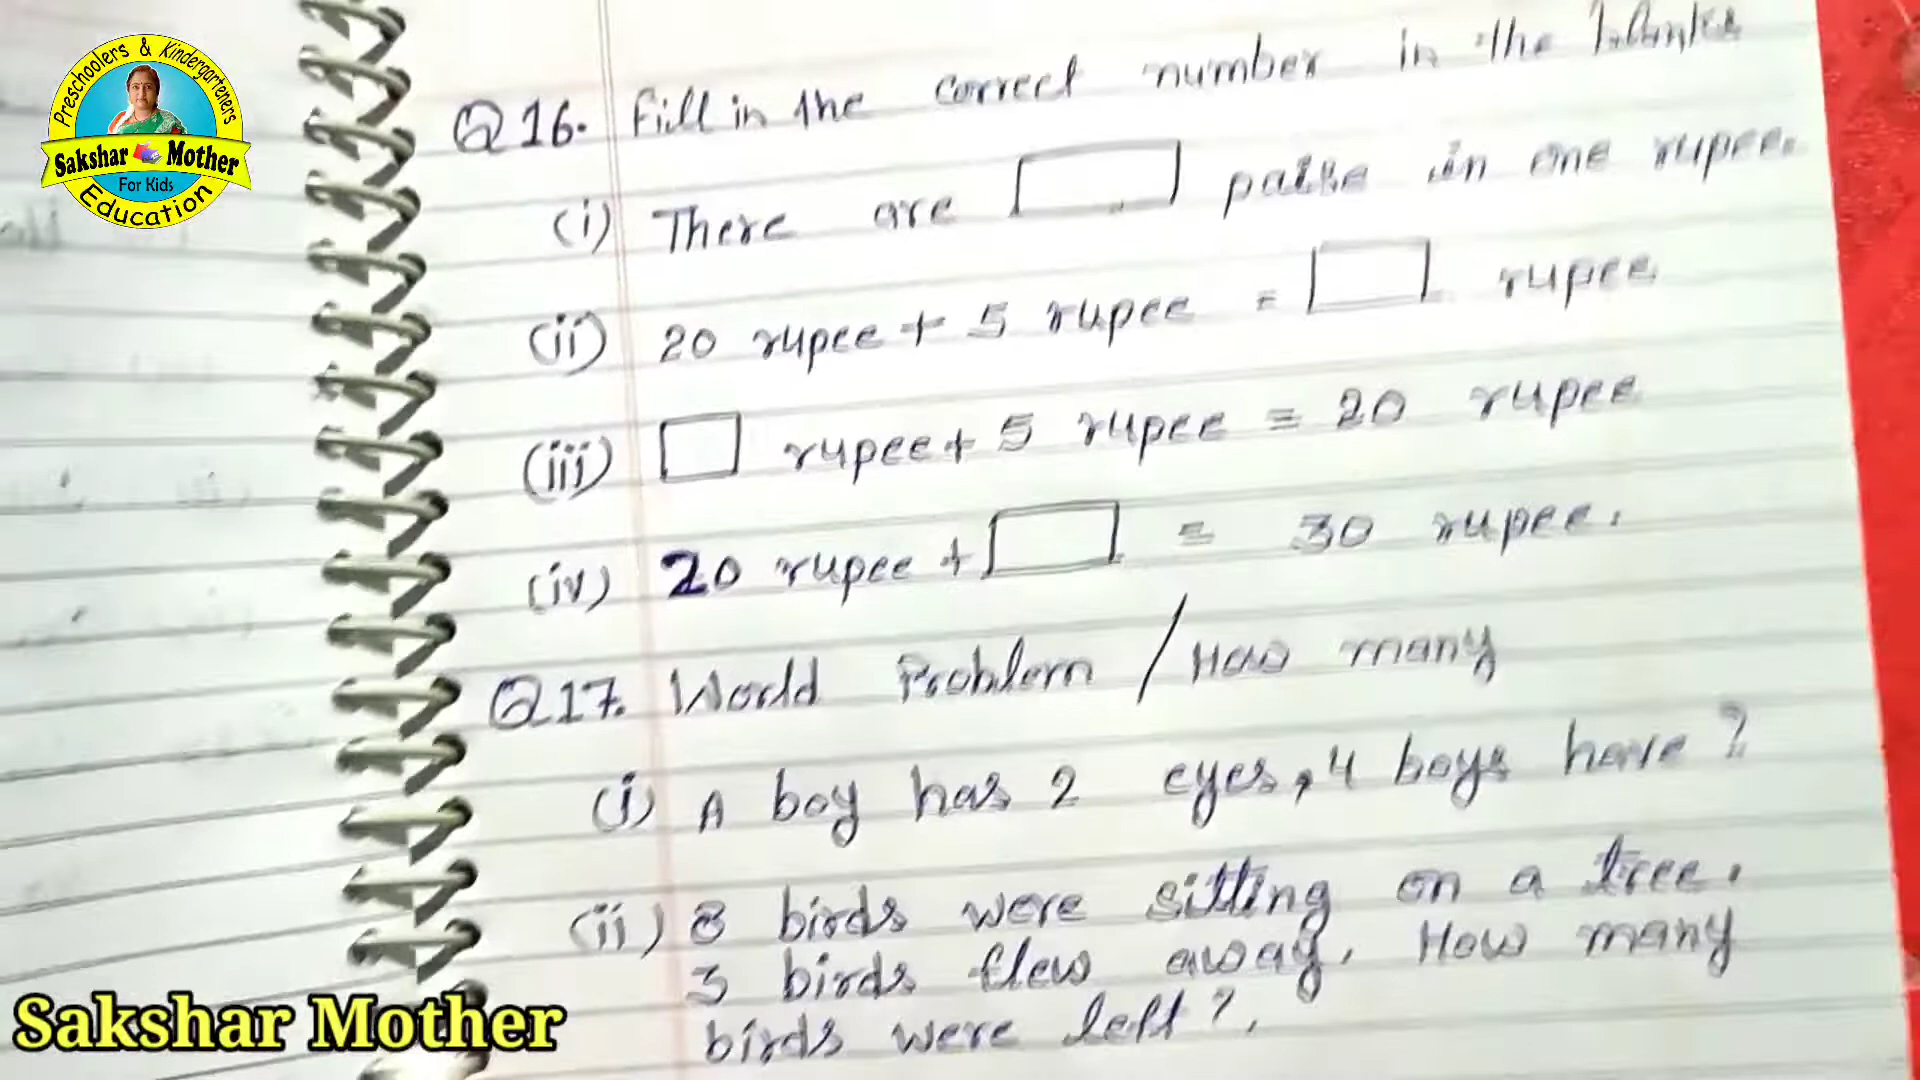 Preschoolers & Kindergarteners
Sakshar Mother
For Kids
Education
Q16. Fill in the correct number in the blanks
(i) There are paise in one rupee.
(ii) 20 rupee + 5 rupee = rupee
(iii) rupee + 5 rupee = 20 rupee
(iv) 20 rupee + = 30 rupee.
Q17. World Problem / How many
(i) A boy has 2 eyes, 4 boys have?
(ii) 8 birds were sitting on a tree.
3 birds flew away. How many
birds were left?.
Sakshar Mother